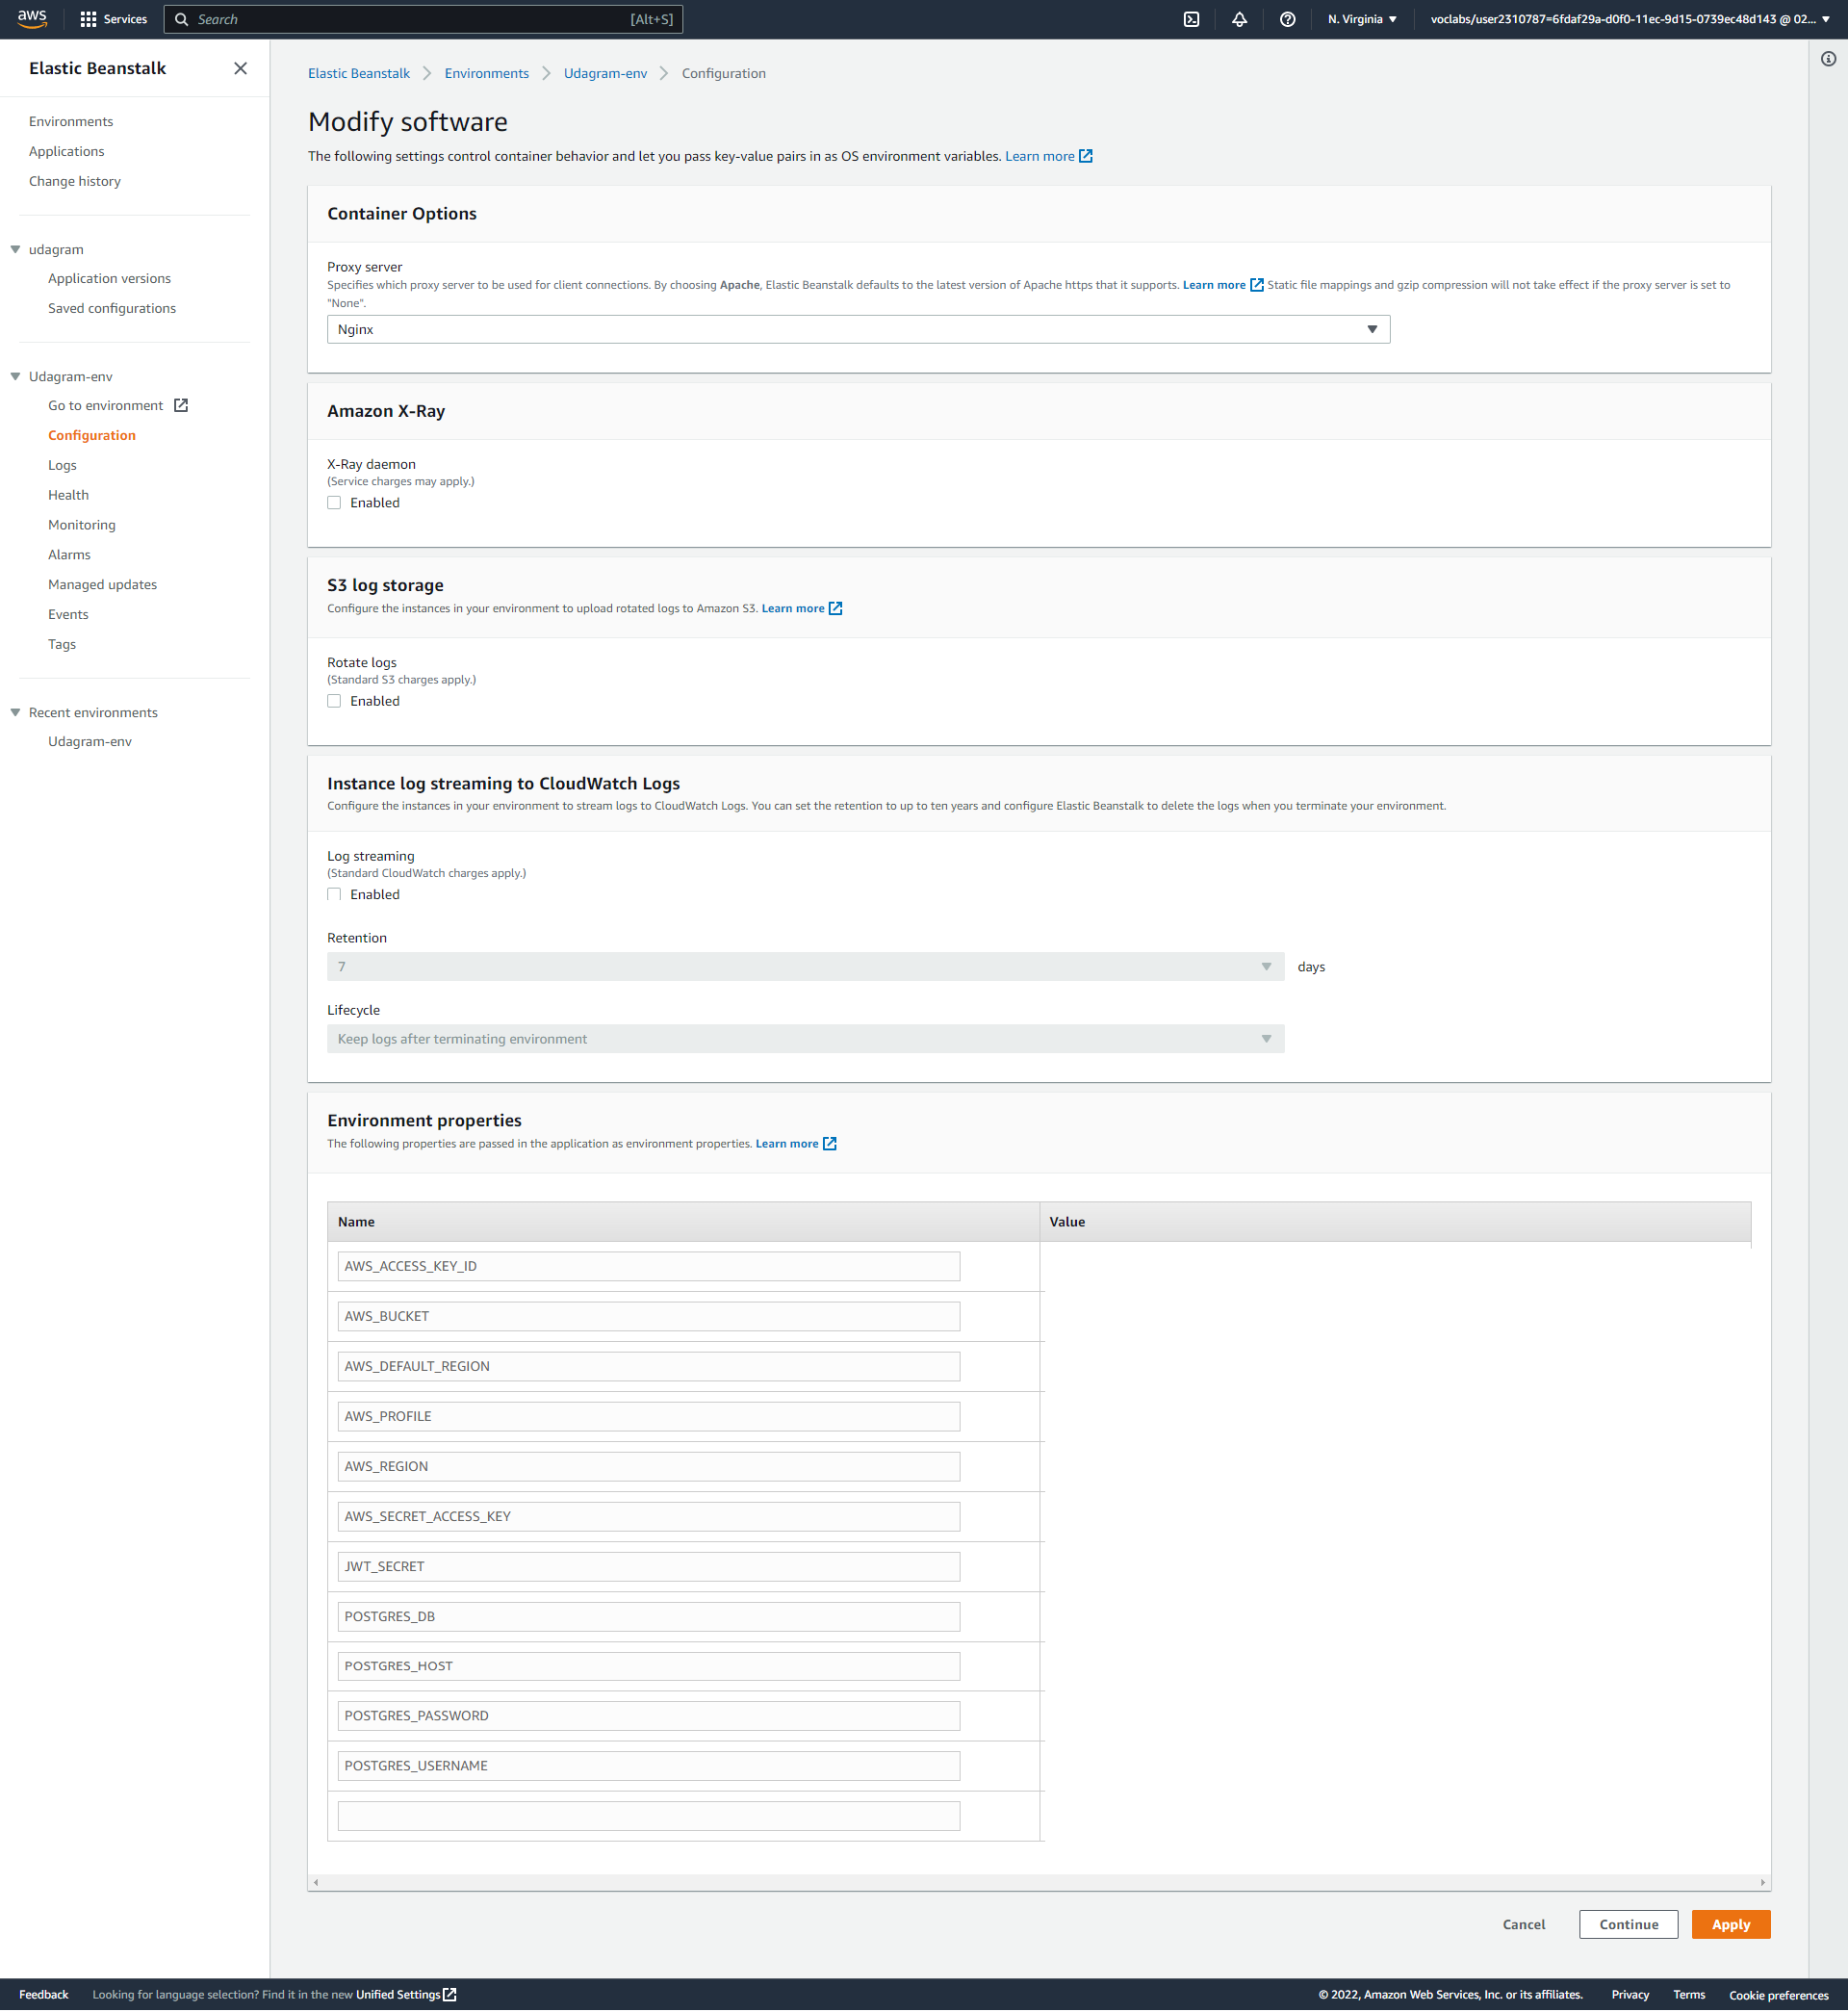 aws
Services
Search
[Alt+S]
N. Virginia
voclabs/user2310787=6fdaf29a-d0f0-11ec-9d15-0739ec48d143 @ 02...
Elastic Beanstalk
Environments
Applications
Change history
udagram
Application versions
Saved configurations
Udagram-env
Go to environment
Configuration
Logs
Health
Monitoring
Alarms
Managed updates
Events
Tags
Recent environments
Udagram-env
Elastic Beanstalk
Environments
Udagram-env
Configuration
Modify software
The following settings control container behavior and let you pass key-value pairs in as OS environment variables. Learn more
Container Options
Proxy server
Specifies which proxy server to be used for client connections. By choosing Apache, Elastic Beanstalk defaults to the latest version of Apache https that it supports. Learn more Static file mappings and gzip compression will not take effect if the proxy server is set to
"None".
Nginx
Amazon X-Ray
X-Ray daemon
(Service charges may apply.)
Enabled
S3 log storage
Configure the instances in your environment to upload rotated logs to Amazon S3. Learn more
Rotate logs
(Standard S3 charges apply.)
Enabled
Instance log streaming to CloudWatch Logs
Configure the instances in your environment to stream logs to CloudWatch Logs. You can set the retention to up to ten years and configure Elastic Beanstalk to delete the logs when you terminate your environment.
Log streaming
(Standard CloudWatch charges apply.)
Enabled
Retention
7
days
Lifecycle
Keep logs after terminating environment
Environment properties
The following properties are passed in the application as environment properties. Learn more
Name
Value
AWS_ACCESS_KEY_ID
AWS_BUCKET
AWS_DEFAULT_REGION
AWS_PROFILE
AWS_REGION
AWS_SECRET_ACCESS_KEY
JWT_SECRET
POSTGRES_DB
POSTGRES_HOST
POSTGRES_PASSWORD
POSTGRES_USERNAME
Cancel
Continue
Apply
Feedback
Looking for language selection? Find it in the new Unified Settings
© 2022, Amazon Web Services, Inc. or its affiliates.
Privacy
Terms
Cookie preferences